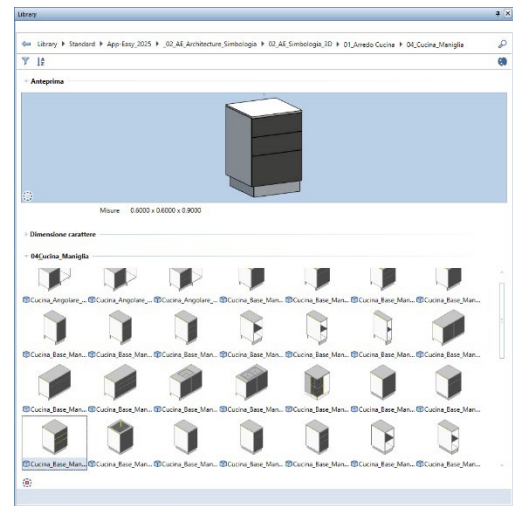 Library
Library Standard App-Easy_2025 _02_AE_Architecture_Simbologia 02_AE_Simbologia_3D 01_Arredo Cucina 04_Cucina_Maniglia
Anteprima
Misure 0.6000 x 0.6000 x 0.9000
Dimensione carattere
04Cucina_Maniglia
Cucina_Angolare_... Cucina_Angolare_... Cucina_Angolare_... Cucina_Base_Man... Cucina_Base_Man... Cucina_Base_Man... Cucina_Base_Man...
Cucina_Base_Man... Cucina_Base_Man... Cucina_Base_Man... Cucina_Base_Man... Cucina_Base_Man... Cucina_Base_Man... Cucina_Base_Man...
Cucina_Base_Man... Cucina_Base_Man... Cucina_Base_Man... Cucina_Base_Man... Cucina_Base_Man... Cucina_Base_Man... Cucina_Base_Man...
Cucina_Base_Man... Cucina_Base_Man... Cucina_Base_Man... Cucina_Base_Man... Cucina_Base_Man... Cucina_Base_Man... Cucina_Base_Man...